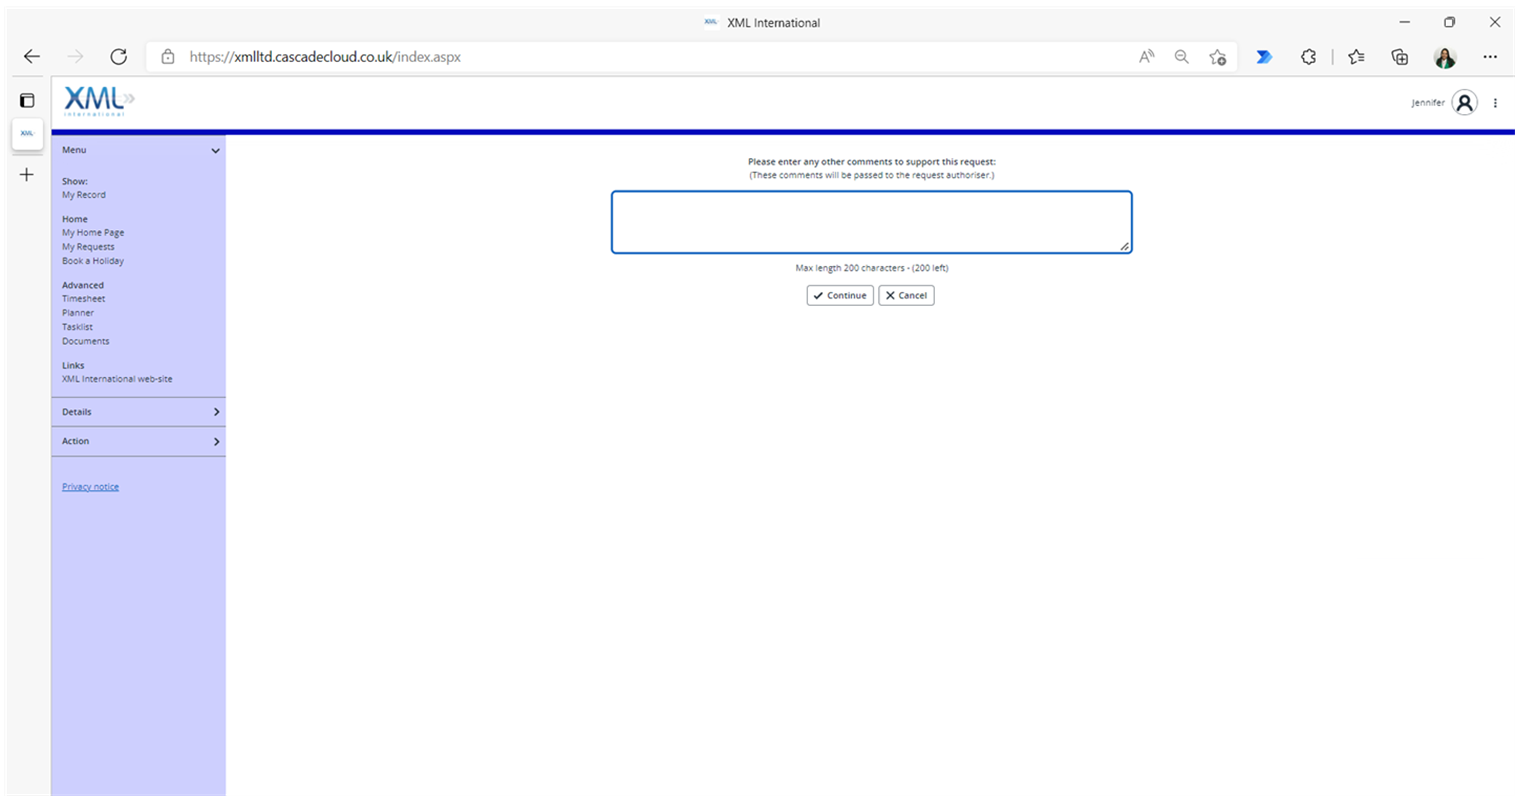 XML International
https://xmlltd.cascadecloud.co.uk/index.aspx
XML
international
Jennifer
XML
Menu
Show:
My Record
Home
My Home Page
My Requests
Book a Holiday
Advanced
Timesheet
Planner
Tasklist
Documents
Links
XML International web-site
Details
Action
Privacy notice
Please enter any other comments to support this request:
(These comments will be passed to the request authoriser.)
Max length 200 characters - (200 left)
Continue Cancel